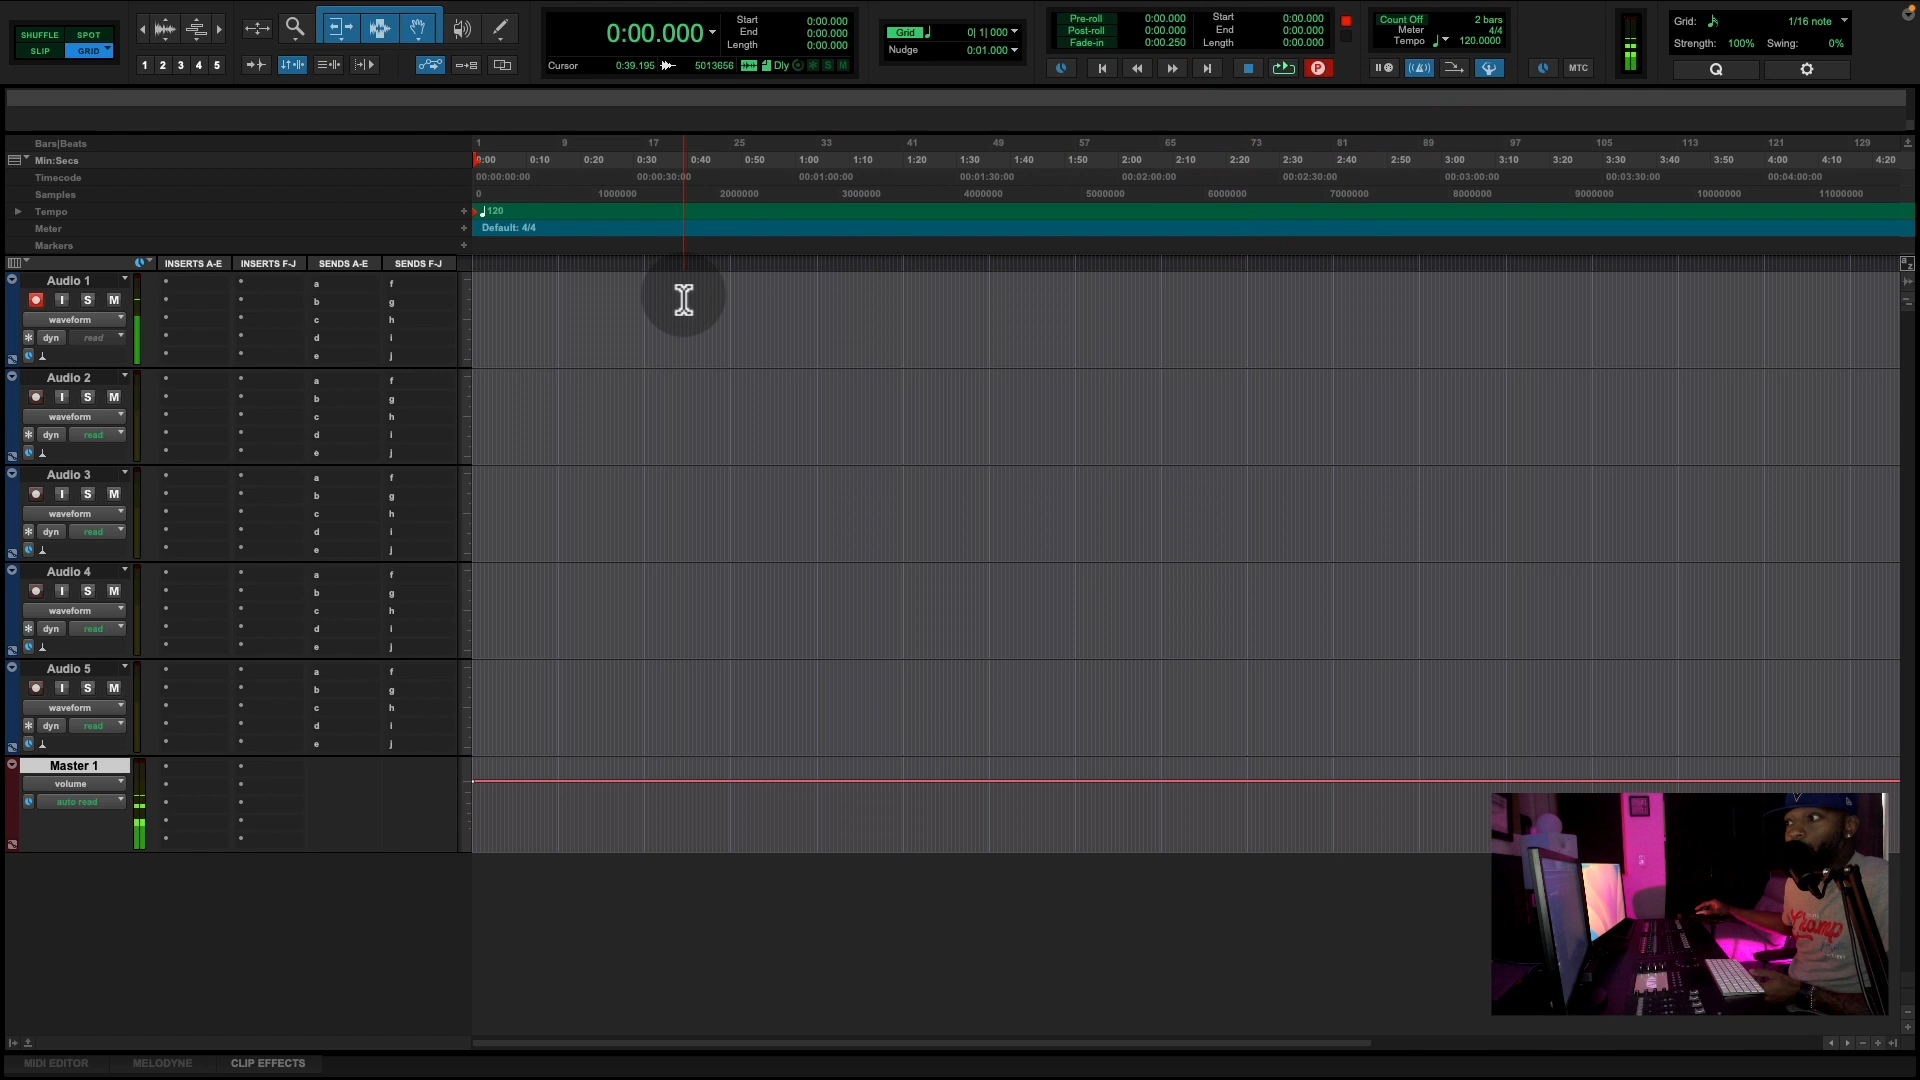 SHUFFLE SPOT
SLIP GRID
1 2 3 4 5
0:00.000
Start 0:00.000
End 0:00.000
Length 0:00.000
Cursor 0:39.195 5013656 Dly S M
Grid 0| 1| 000
Nudge 0:01.000
Pre-roll 0:00.000
Post-roll 0:00.000
Fade-in 0:00.250
Start 0:00.000
End 0:00.000
Length 0:00.000
P
Count Off 2 bars
Meter 4/4
Tempo 120.0000
MTC
Grid: 1/16 note
Strength: 100% Swing: 0%
Q
Bars|Beats 1 9 17 25 33 41 49 57 65 73 81 89 97 105 113 121 129
Min:Secs 0:00 0:10 0:20 0:30 0:40 0:50 1:00 1:10 1:20 1:30 1:40 1:50 2:00 2:10 2:20 2:30 2:40 2:50 3:00 3:10 3:20 3:30 3:40 3:50 4:00 4:10 4:20
Timecode 00:00:00:00 00:00:30:00 00:01:00:00 00:01:30:00 00:02:00:00 00:02:30:00 00:03:00:00 00:03:30:00 00:04:00:00
Samples 0 1000000 2000000 3000000 4000000 5000000 6000000 7000000 8000000 9000000 10000000 11000000
Tempo + 120
Meter + Default: 4/4
Markers +
INSERTS A-E INSERTS F-J SENDS A-E SENDS F-J
a z
Audio 1
I S M
waveform
dyn read
a f
b g
c h
d i
e j
Audio 2
I S M
waveform
dyn read
a f
b g
c h
d i
e j
Audio 3
I S M
waveform
dyn read
a f
b g
c h
d i
e j
Audio 4
I S M
waveform
dyn read
a f
b g
c h
d i
e j
Audio 5
I S M
waveform
dyn read
a f
b g
c h
d i
e j
Master 1
volume
auto read
Champ
MIDI EDITOR MELODYNE CLIP EFFECTS